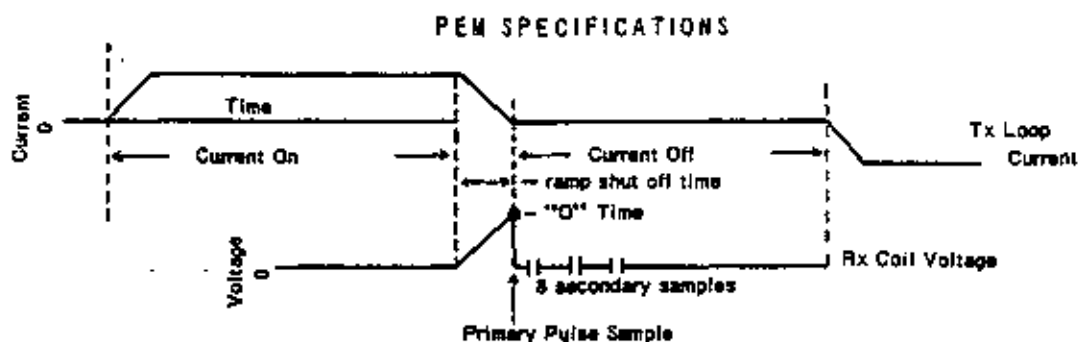 PEM SPECIFICATIONS
Current
0
Time
Tx Loop
Current
Current On
Current Off
ramp shut off time
"O" Time
Voltage
0
Rx Coil Voltage
8 secondary samples
Primary Pulse Sample